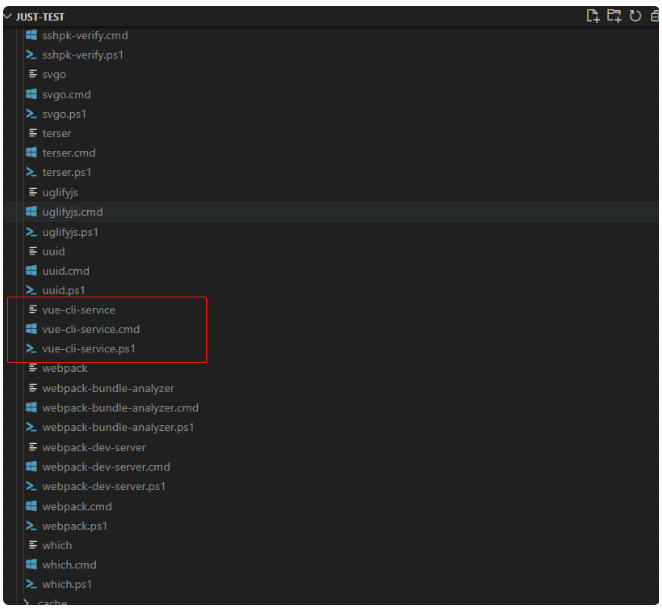 JUST-TEST
sshpk-verify.cmd
sshpk-verify.ps1
svgo
svgo.cmd
svgo.ps1
terser
terser.cmd
terser.ps1
uglifyjs
uglifyjs.cmd
uglifyjs.ps1
uuid
uuid.cmd
uuid.ps1
vue-cli-service
vue-cli-service.cmd
vue-cli-service.ps1
webpack
webpack-bundle-analyzer
webpack-bundle-analyzer.cmd
webpack-bundle-analyzer.ps1
webpack-dev-server
webpack-dev-server.cmd
webpack-dev-server.ps1
webpack.cmd
webpack.ps1
which
which.cmd
which.ps1
.cache